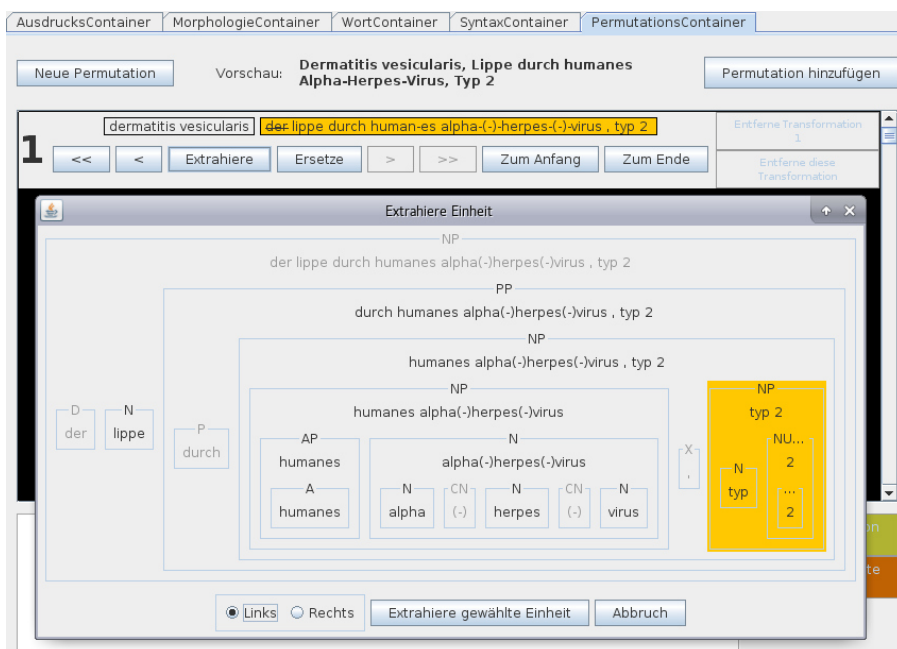 AusdrucksContainer MorphologieContainer WortContainer SyntaxContainer PermutationsContainer
Neue Permutation Vorschau: Dermatitis vesicularis, Lippe durch humanes Permutation hinzufügen
Alpha-Herpes-Virus, Typ 2
dermatitis vesicularis der lippe durch human-es alpha-(-)-herpes-(-)-virus , typ 2 Entferne Transformation
1
1 << < Extrahiere Ersetze > >> Zum Anfang Zum Ende Entferne diese
Transformation
Extrahiere Einheit
NP
der lippe durch humanes alpha(-)herpes(-)virus , typ 2
PP
durch humanes alpha(-)herpes(-)virus , typ 2
NP
humanes alpha(-)herpes(-)virus , typ 2
NP NP
humanes alpha(-)herpes(-)virus typ 2
D N P AP N X NU...
der lippe durch humanes alpha(-)herpes(-)virus , N 2
A N CN N CN N typ ...
humanes alpha (-) herpes (-) virus 2
n
te
Links Rechts Extrahiere gewählte Einheit Abbruch